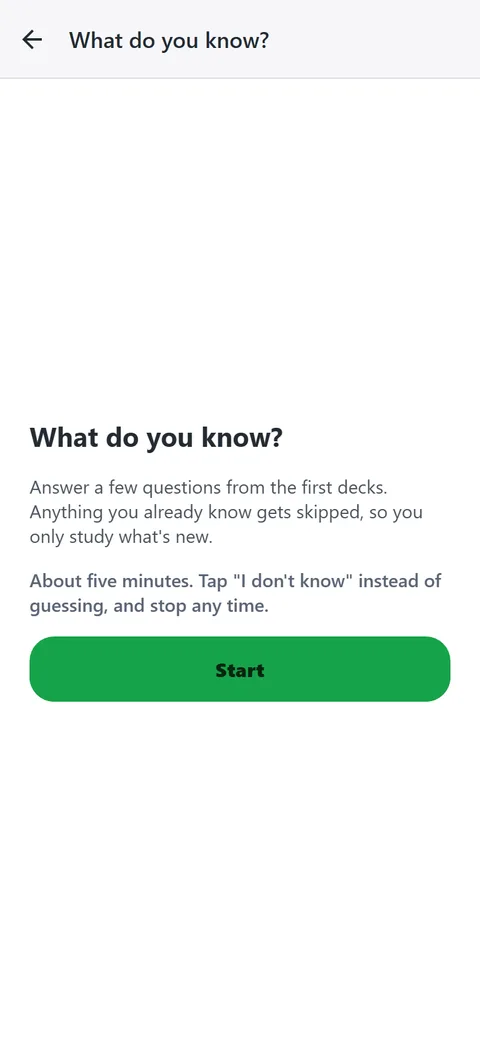 What do you know?
What do you know?
Answer a few questions from the first decks.
Anything you already know gets skipped, so you
only study what's new.
About five minutes. Tap "I don't know" instead of
guessing, and stop any time.
Start